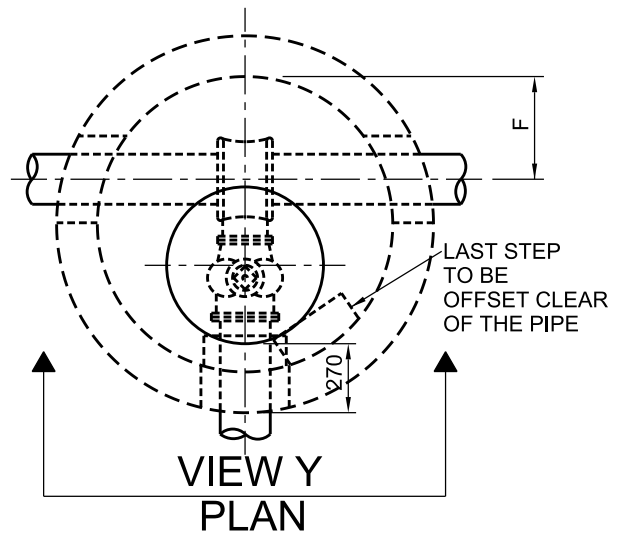 F
LAST STEP
TO BE
OFFSET CLEAR
OF THE PIPE
270
VIEW Y
PLAN